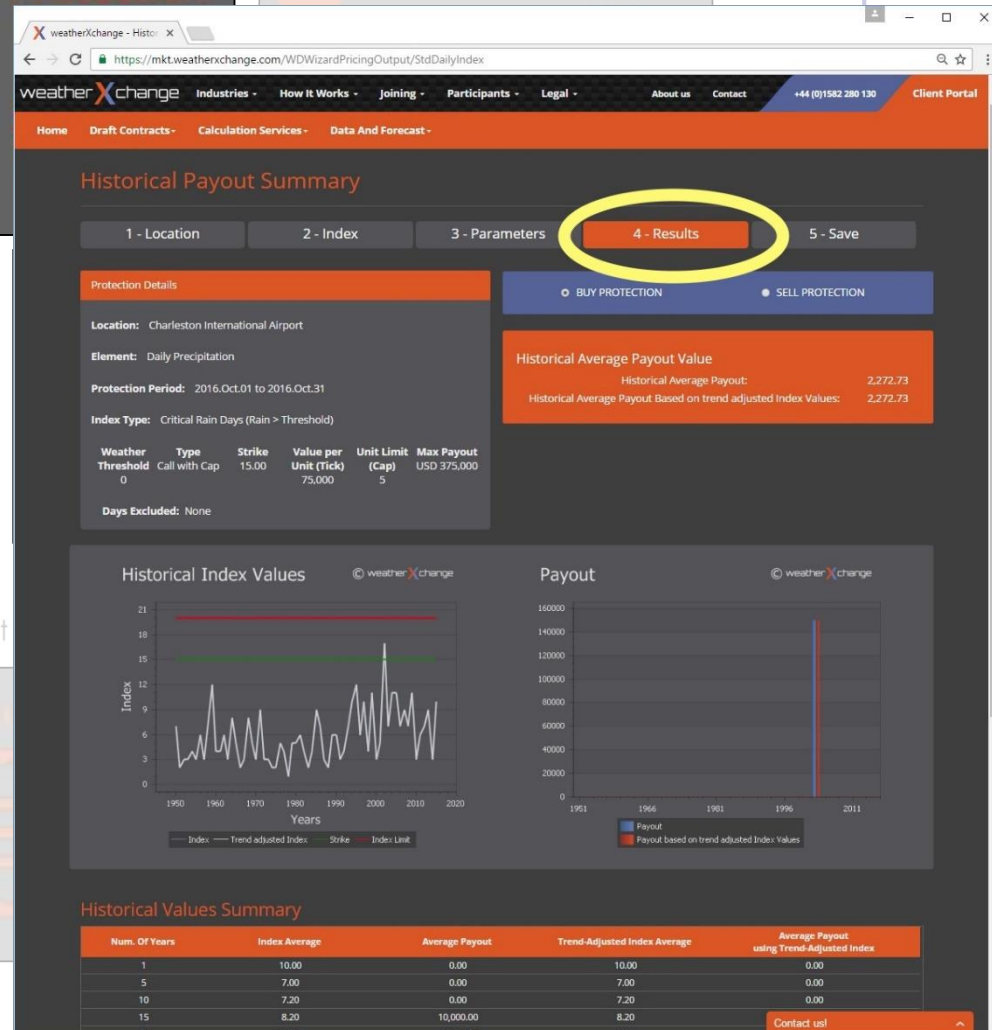 weatherXchange - Histor
https://mkt.weatherxchange.com/WDWizardPricingOutput/StdDailyIndex
weatherXchange Industries How It Works Joining Participants Legal About us Contact +44 (0)1582 280 130 Client Portal
Home Draft Contracts Calculation Services Data And Forecast
Historical Payout Summary
1 - Location 2 - Index 3 - Parameters 4 - Results 5 - Save
Protection Details
Location: Charleston International Airport
Element: Daily Precipitation
Protection Period: 2016.Oct.01 to 2016.Oct.31
Index Type: Critical Rain Days (Rain > Threshold)
Weather Threshold Type Strike Value per Unit (Tick) Unit Limit (Cap) Max Payout
0 Call with Cap 15.00 75,000 5 USD 375,000
Days Excluded: None
BUY PROTECTION SELL PROTECTION
Historical Average Payout Value
Historical Average Payout: 2,272.73
Historical Average Payout Based on trend adjusted Index Values: 2,272.73
Historical Index Values © weatherXchange
21
18
15
12
9
6
3
0
Index
1950 1960 1970 1980 1990 2000 2010 2020
Years
Index Trend adjusted Index Strike Index Limit
Payout © weatherXchange
160000
140000
120000
100000
80000
60000
40000
20000
0
1951 1966 1981 1996 2011
Payout
Payout based on trend adjusted Index Values
Historical Values Summary
Num. Of Years Index Average Average Payout Trend-Adjusted Index Average Average Payout using Trend-Adjusted Index
1 10.00 0.00 10.00 0.00
5 7.00 0.00 7.00 0.00
10 7.20 0.00 7.20 0.00
15 8.20 10,000.00 8.20
Contact us!